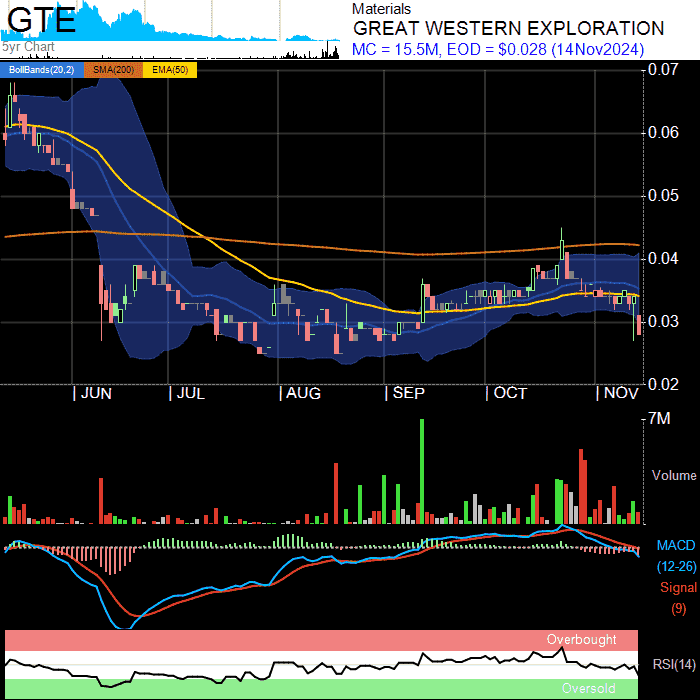 GTE
5yr Chart
Materials
GREAT WESTERN EXPLORATION
MC = 15.5M, EOD = $0.028 (14Nov2024)
BollBands(20,2) SMA(200) EMA(50)
0.07
0.06
0.05
0.04
0.03
0.02
JUN JUL AUG SEP OCT NOV
7M
Volume
MACD
(12-26)
Signal
(9)
Overbought
RSI(14)
Oversold